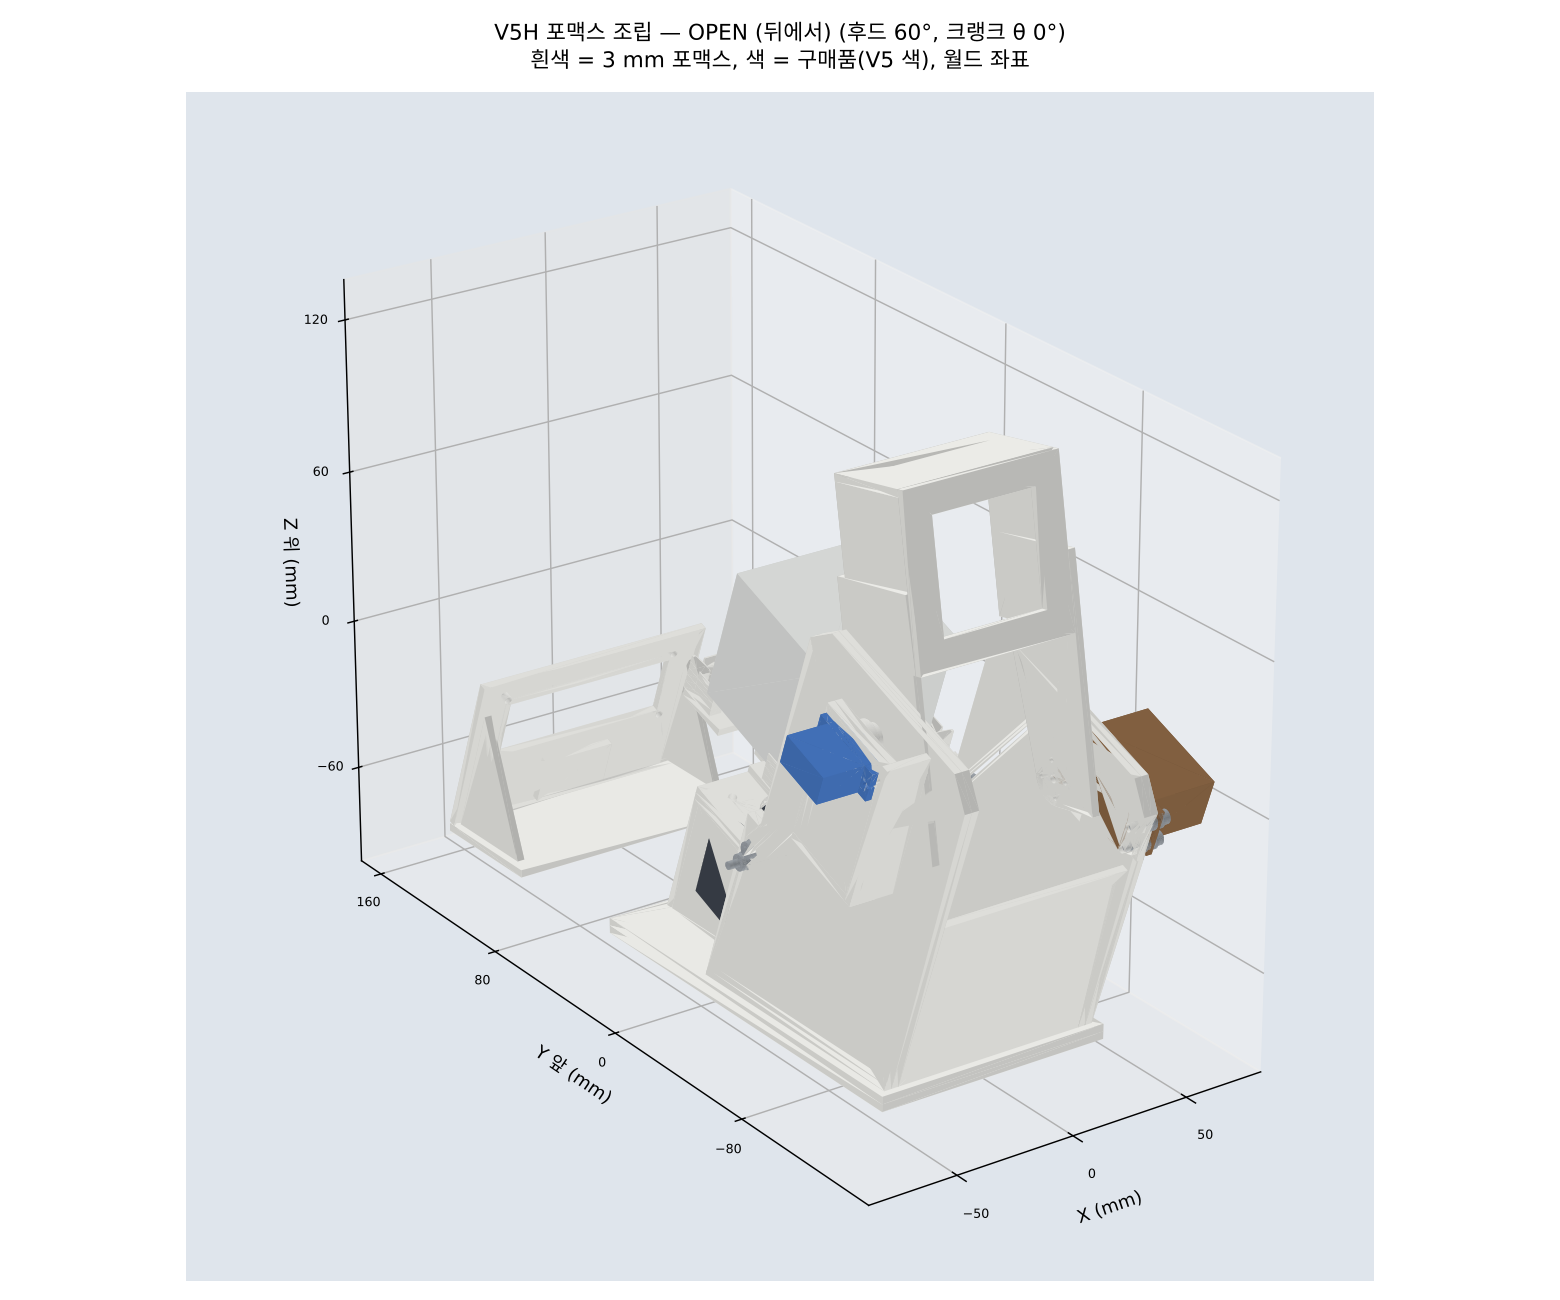 V5H 포맥스 조립 — OPEN (뒤에서) (후드 60°, 크랭크 θ 0°)
흰색 = 3 mm 포맥스, 색 = 구매품(V5 색), 월드 좌표
120
60
0
−60
Z 위 (mm)
160
80
0
−80
Y 앞 (mm)
−50
0
50
X (mm)